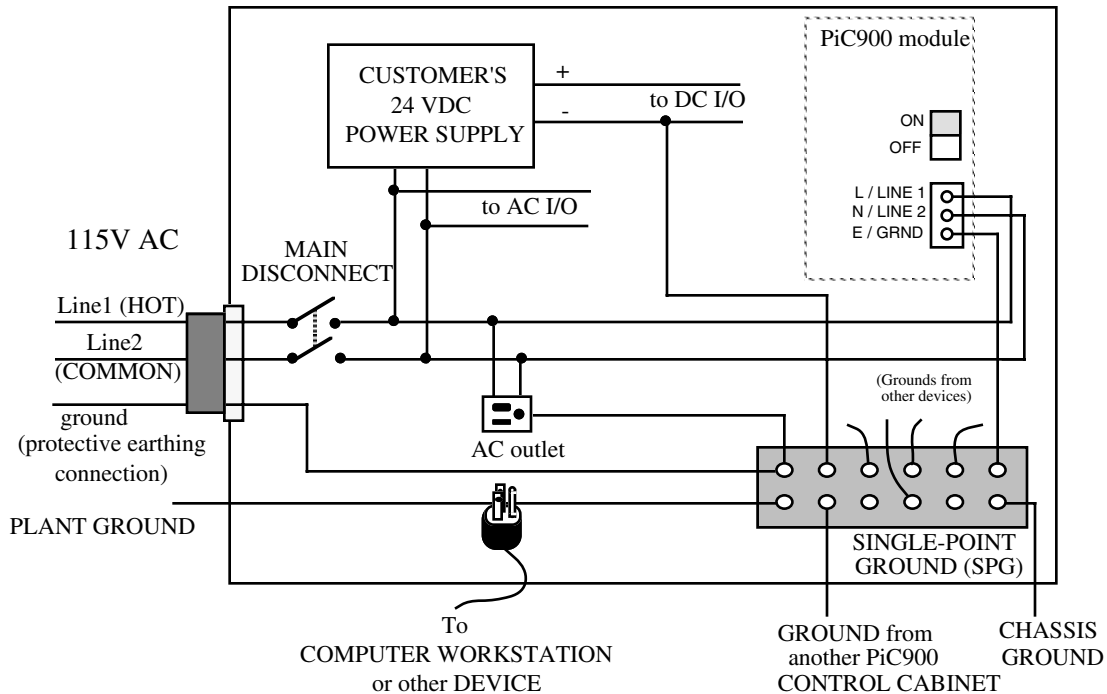 PiC900 module
CUSTOMER'S
24 VDC
POWER SUPPLY
+
-
to DC I/O
ON
OFF
L / LINE 1
N / LINE 2
E / GRND
to AC I/O
115V AC
MAIN
DISCONNECT
Line1 (HOT)
Line2
(COMMON)
ground
(protective earthing
connection)
(Grounds from
other devices)
AC outlet
PLANT GROUND
SINGLE-POINT
GROUND (SPG)
To
COMPUTER WORKSTATION
or other DEVICE
GROUND from
another PiC900
CONTROL CABINET
CHASSIS
GROUND